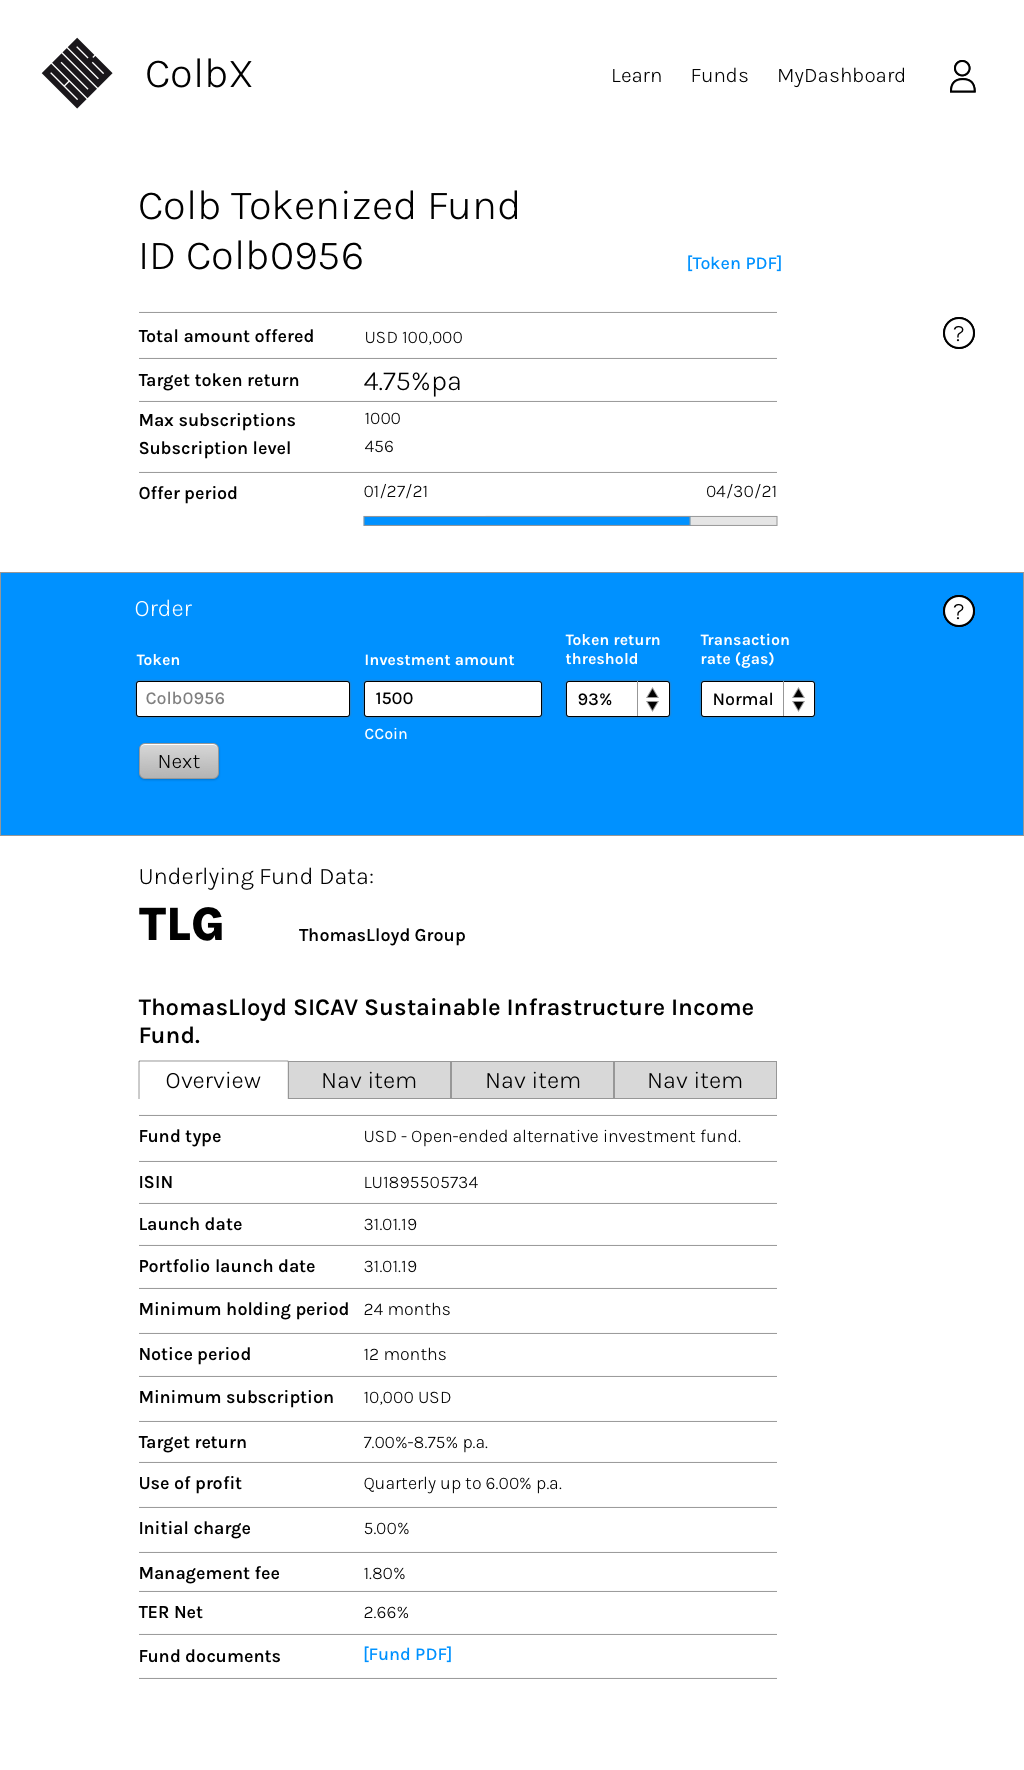 ColbX
Learn Funds MyDashboard
Colb Tokenized Fund
ID Colb0956
[Token PDF]
Total amount offered USD 100,000
?
Target token return 4.75%pa
Max subscriptions 1000
Subscription level 456
Offer period 01/27/21 04/30/21
Order
?
Token
Investment amount
Token return
threshold
Transaction
rate (gas)
Colb0956 1500 93% Normal
CCoin
Next
Underlying Fund Data:
TLG ThomasLloyd Group
ThomasLloyd SICAV Sustainable Infrastructure Income
Fund.
Overview Nav item Nav item Nav item
Fund type USD - Open-ended alternative investment fund.
ISIN LU1895505734
Launch date 31.01.19
Portfolio launch date 31.01.19
Minimum holding period 24 months
Notice period 12 months
Minimum subscription 10,000 USD
Target return 7.00%-8.75% p.a.
Use of profit Quarterly up to 6.00% p.a.
Initial charge 5.00%
Management fee 1.80%
TER Net 2.66%
Fund documents [Fund PDF]